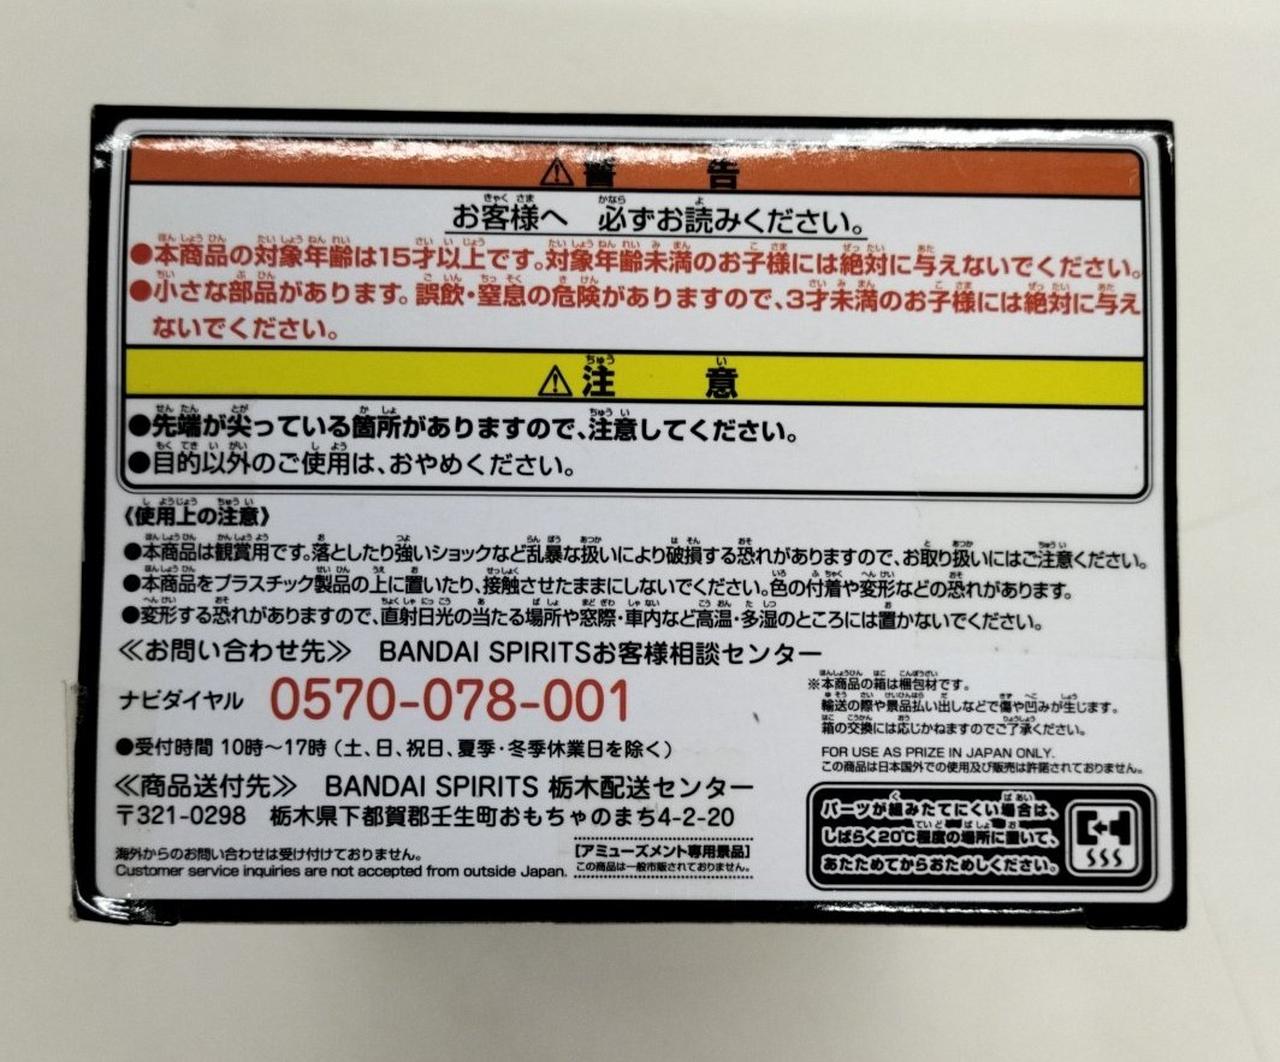 ⚠警 告
お客様へ 必ずお読みください。
●本商品の対象年齢は15才以上です。対象年齢未満のお子様には絶対に与えないでください。
●小さな部品があります。誤飲・窒息の危険がありますので、3才未満のお子様には絶対に与え
ないでください。
⚠注 意
●先端が尖っている箇所がありますので、注意してください。
●目的以外のご使用は、おやめください。
《使用上の注意》
●本商品は観賞用です。落としたり強いショックなど乱暴な扱いにより破損する恐れがありますので、お取り扱いにはご注意ください。
●本商品をプラスチック製品の上に置いたり、接触させたままにしないでください。色の付着や変形などの恐れがあります。
●変形する恐れがありますので、直射日光の当たる場所や窓際・車内など高温・多湿のところには置かないでください。
≪お問い合わせ先≫ BANDAI SPIRITSお客様相談センター
ナビダイヤル 0570-078-001
●受付時間 10時〜17時（土、日、祝日、夏季・冬季休業日を除く）
≪商品送付先≫ BANDAI SPIRITS 栃木配送センター
〒321-0298 栃木県下都賀郡壬生町おもちゃのまち4-2-20
海外からのお問い合わせは受け付けておりません。
Customer service inquiries are not accepted from outside Japan.
[アミューズメント専用景品]
この商品は一般市販されておりません。
※本商品の箱は梱包材です。
輸送の際や景品払い出しなどで傷や凹みが生じます。
箱の交換には応じかねますのでご了承ください。
FOR USE AS PRIZE IN JAPAN ONLY.
この商品は日本国外での使用及び販売は許諾されておりません。
パーツが組みたてにくい場合は、
しばらく20℃程度の場所に置いて、
あたためてからおためしください。